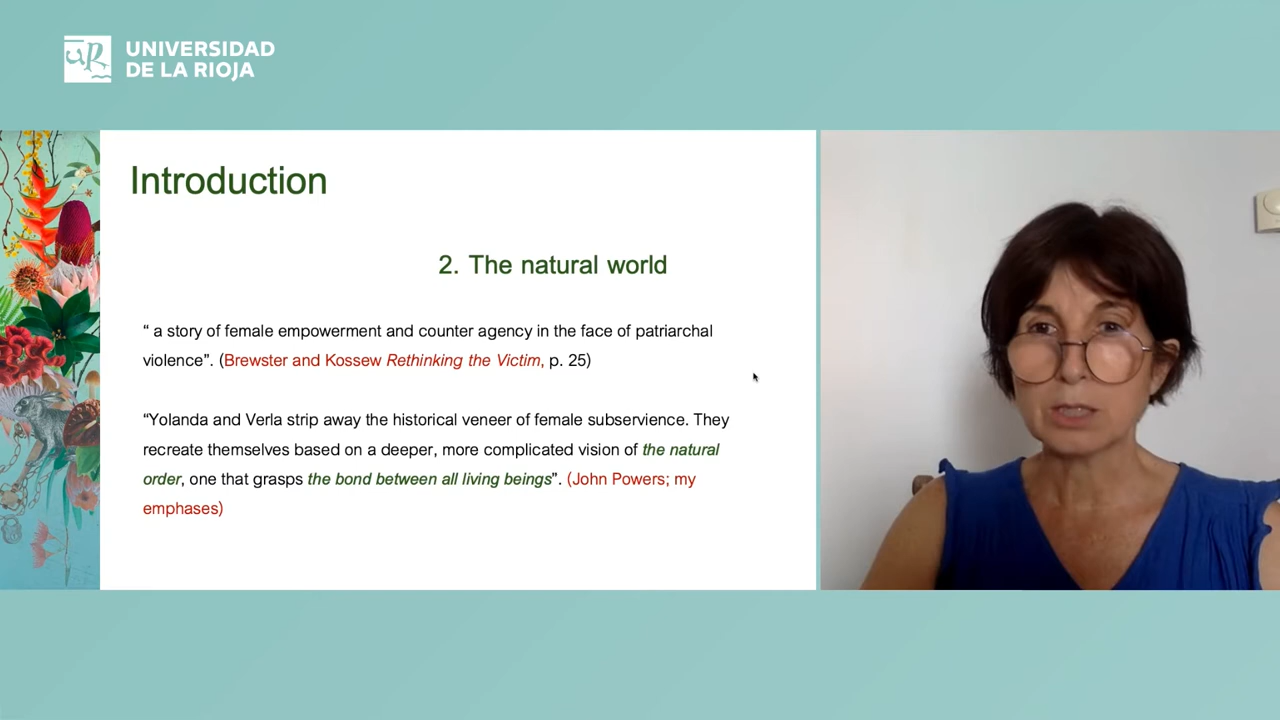 UNIVERSIDAD
DE LA RIOJA
Introduction
2. The natural world
“ a story of female empowerment and counter agency in the face of patriarchal
violence”. (Brewster and Kossew Rethinking the Victim, p. 25)
“Yolanda and Verla strip away the historical veneer of female subservience. They
recreate themselves based on a deeper, more complicated vision of the natural
order, one that grasps the bond between all living beings”. (John Powers; my
emphases)